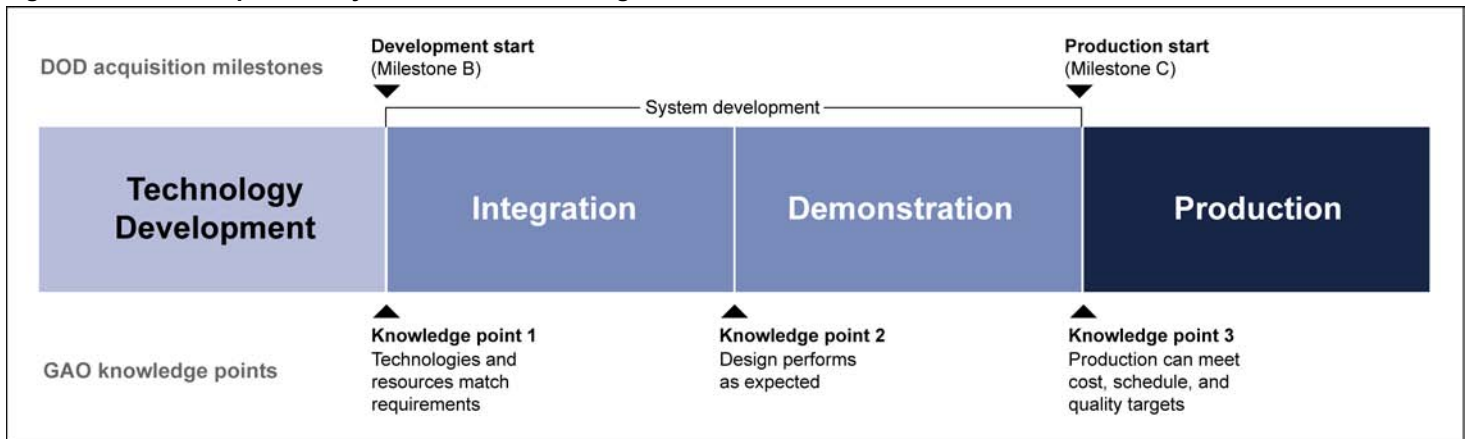 DOD acquisition milestones
Development start
(Milestone B)
Production start
(Milestone C)
System development
Technology
Development
Integration
Demonstration
Production
GAO knowledge points
Knowledge point 1
Technologies and
resources match
requirements
Knowledge point 2
Design performs
as expected
Knowledge point 3
Production can meet
cost, schedule, and
quality targets